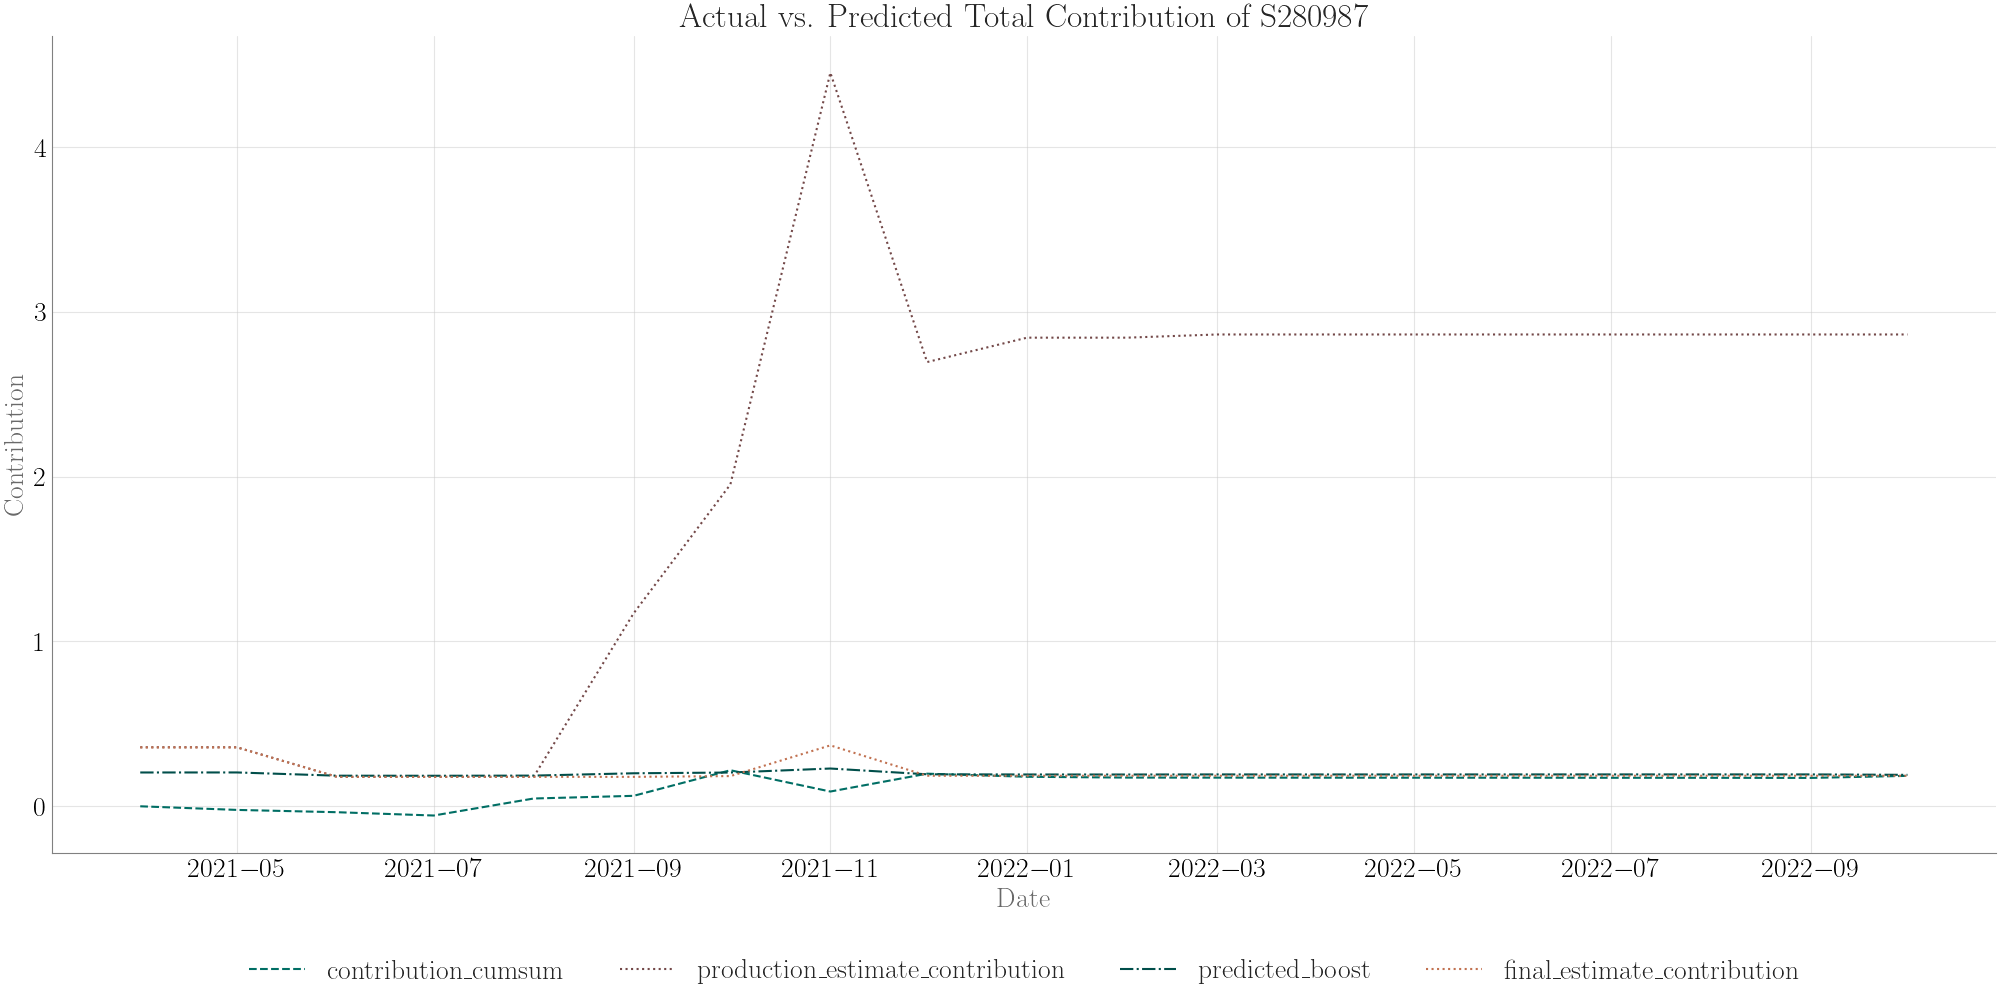 Actual vs. Predicted Total Contribution of S280987
4
3
2
1
0
Contribution
2021−05 2021−07 2021−09 2021−11 2022−01 2022−03 2022−05 2022−07 2022−09
Date
contribution_cumsum production_estimate_contribution predicted_boost final_estimate_contribution